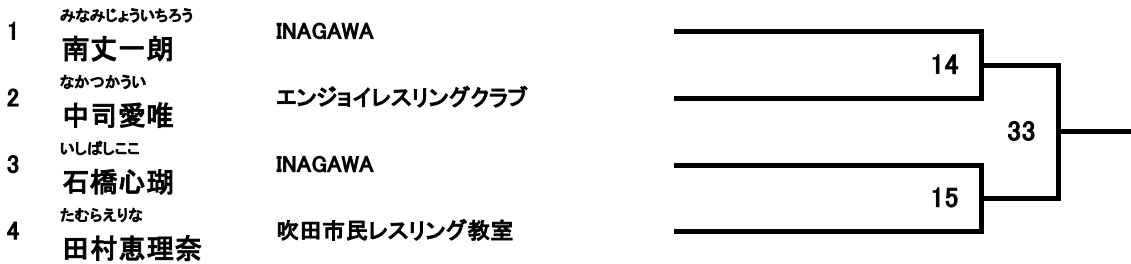 みなみじょういちろう
1 南丈一朗 INAGAWA
14
なかつかうい
2 中司愛唯 エンジョイレスリングクラブ
33
いしばしここ
3 石橋心瑚 INAGAWA
15
たむらえりな
4 田村恵理奈 吹田市民レスリング教室